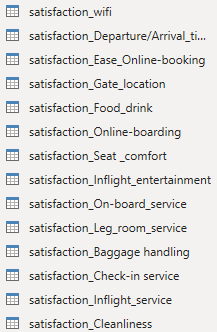 satisfaction_wifi
satisfaction_Departure/Arrival_ti...
satisfaction_Ease_Online-booking
satisfaction_Gate_location
satisfaction_Food_drink
satisfaction_Online-boarding
satisfaction_Seat _comfort
satisfaction_Inflight_entertainment
satisfaction_On-board_service
satisfaction_Leg_room_service
satisfaction_Baggage handling
satisfaction_Check-in service
satisfaction_Inflight_service
satisfaction_Cleanliness